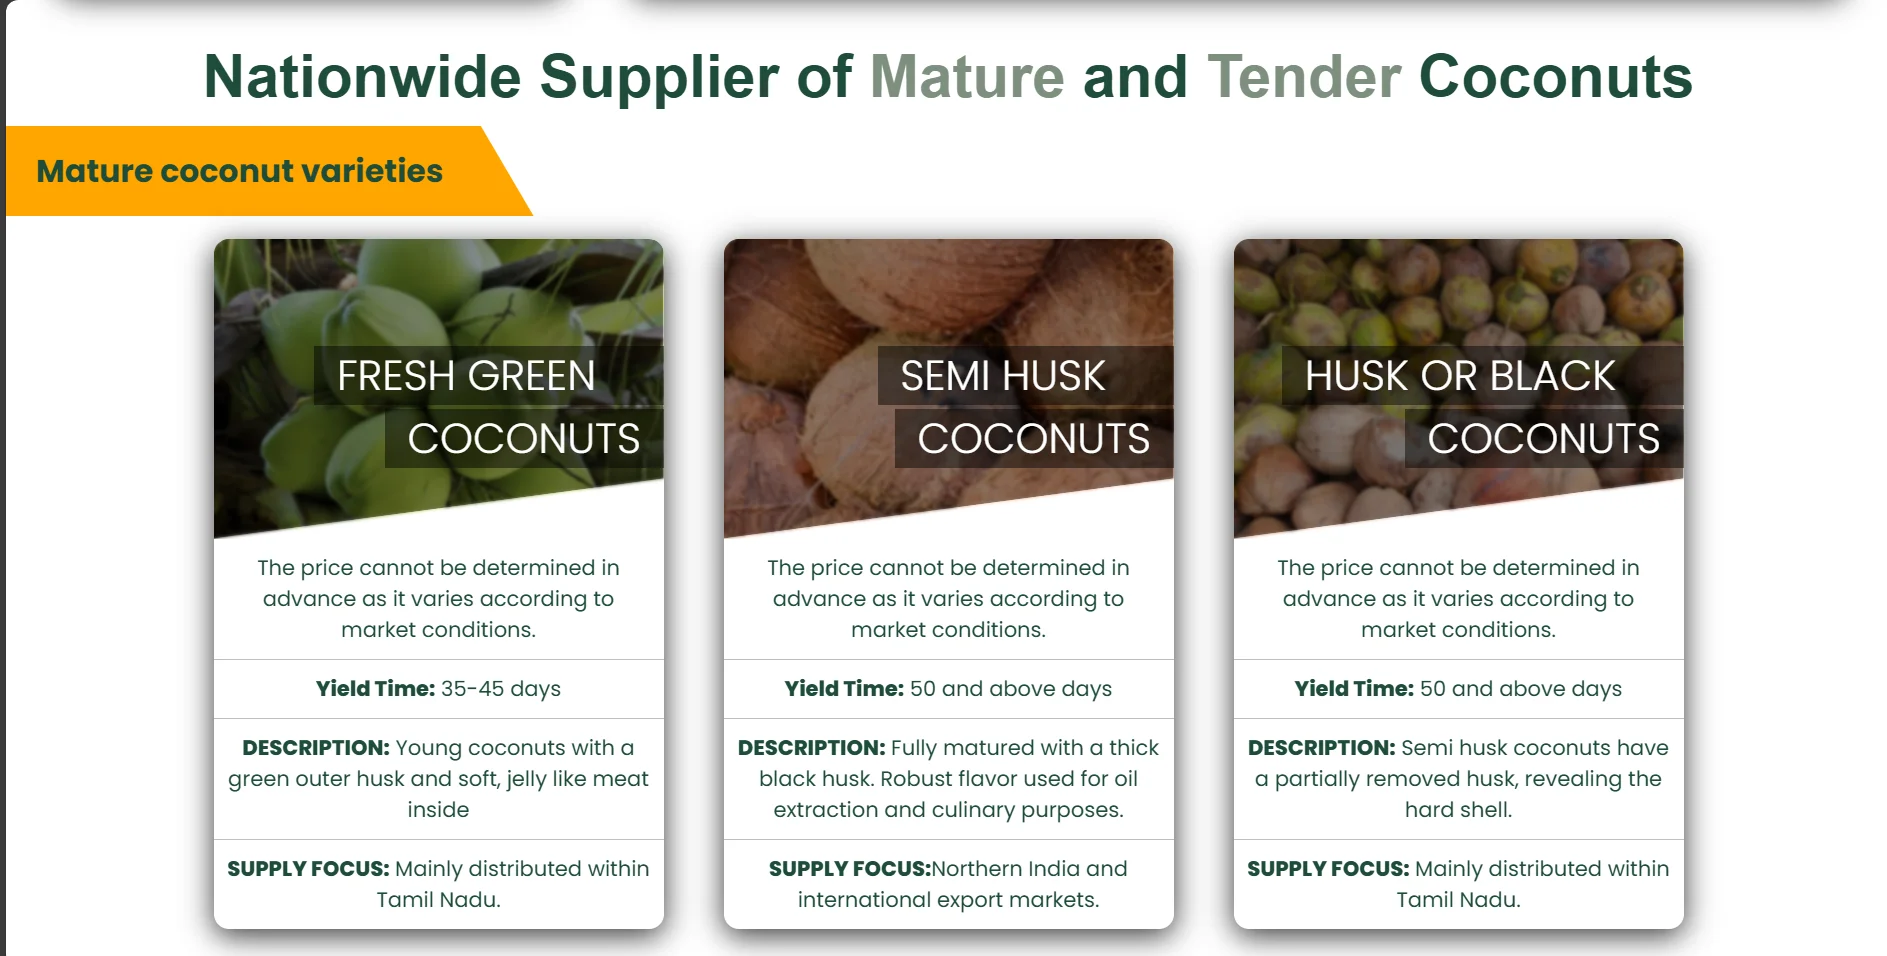 Nationwide Supplier of Mature and Tender Coconuts
Mature coconut varieties
FRESH GREEN
COCONUTS
The price cannot be determined in
advance as it varies according to
market conditions.
Yield Time: 35-45 days
DESCRIPTION: Young coconuts with a
green outer husk and soft, jelly like meat
inside
SUPPLY FOCUS: Mainly distributed within
Tamil Nadu.
SEMI HUSK
COCONUTS
The price cannot be determined in
advance as it varies according to
market conditions.
Yield Time: 50 and above days
DESCRIPTION: Fully matured with a thick
black husk. Robust flavor used for oil
extraction and culinary purposes.
SUPPLY FOCUS:Northern India and
international export markets.
HUSK OR BLACK
COCONUTS
The price cannot be determined in
advance as it varies according to
market conditions.
Yield Time: 50 and above days
DESCRIPTION: Semi husk coconuts have
a partially removed husk, revealing the
hard shell.
SUPPLY FOCUS: Mainly distributed within
Tamil Nadu.